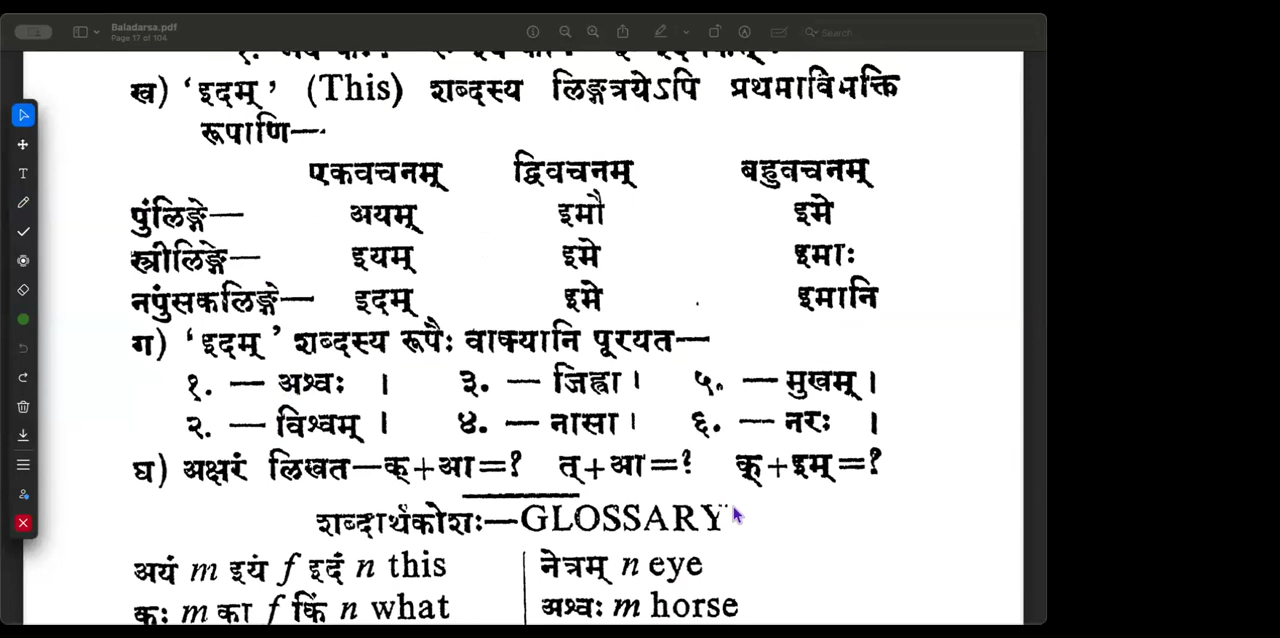 Baladarsa.pdf
Page 17 of 104
Search
ख) 'इदम्' (This) शब्दस्य लिङ्गत्रयेऽपि प्रथमाविभक्ति
रूपाणि—
एकवचनम् द्विवचनम् बहुवचनम्
पुंलिङ्गे— अयम् इमौ इमे
स्त्रीलिङ्गे— इयम् इमे इमाः
नपुंसकलिङ्गे— इदम् इमे इमानि
ग) 'इदम्' शब्दस्य रूपैः वाक्यानि पूरयत—
१. — अश्वः । ३. — जिह्वा । ५. — मुखम् ।
२. — विश्वम् । ४. — नासा । ६. — नरः ।
घ) अक्षरं लिखत—क्+आ=? त्+आ=? क्+इम्=?
शब्दार्थकोशः—GLOSSARY
अयं m इयं f इदं n this
कः m का f किं n what
नेत्रम् n eye
अश्वः m horse